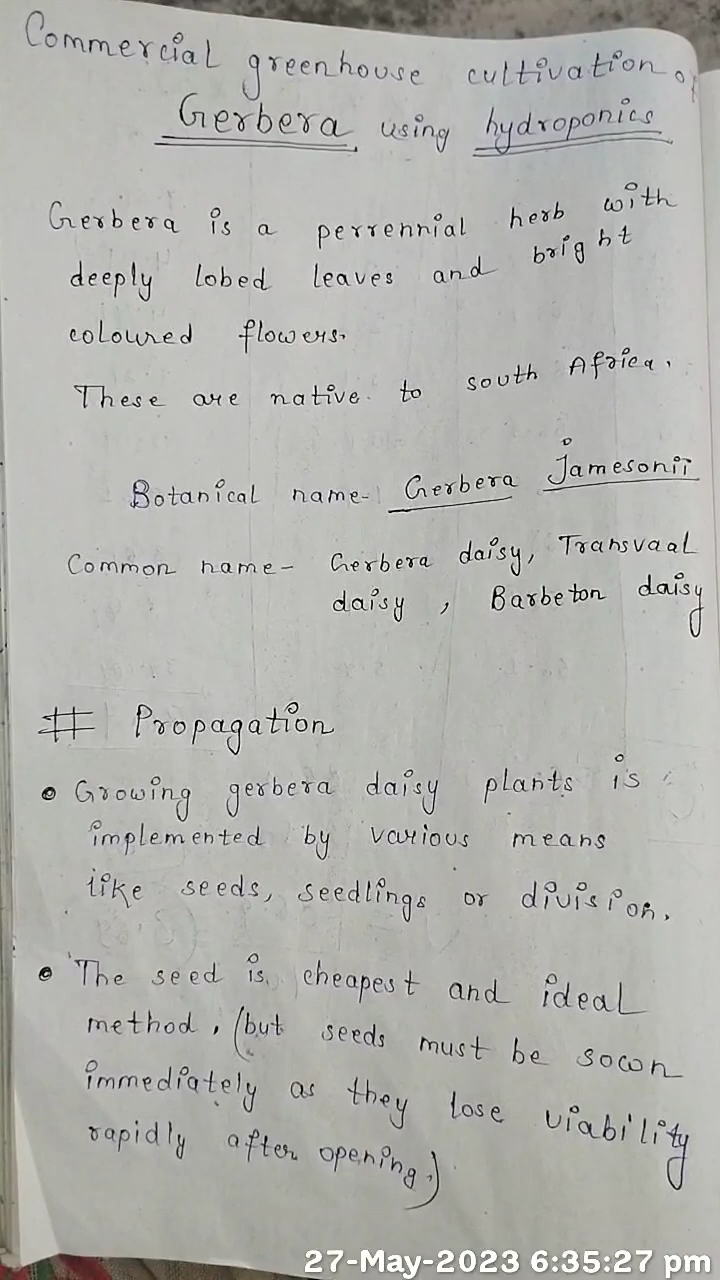 Commercial greenhouse cultivation of
Gerbera using hydroponics
Gerbera is a perrennial herb with
deeply lobed leaves and bright
coloured flowers.
These are native to south Africa.
Botanical name- Gerbera Jamesonii
Common name- Gerbera daisy, Transvaal
daisy, Barbeton daisy
# Propagation
• Growing gerbera daisy plants is
implemented by various means
like seeds, seedlings or division.
• The seed is cheapest and ideal
method, (but seeds must be sown
immediately as they lose viability
rapidly after opening.)
27-May-2023 6:35:27 pm